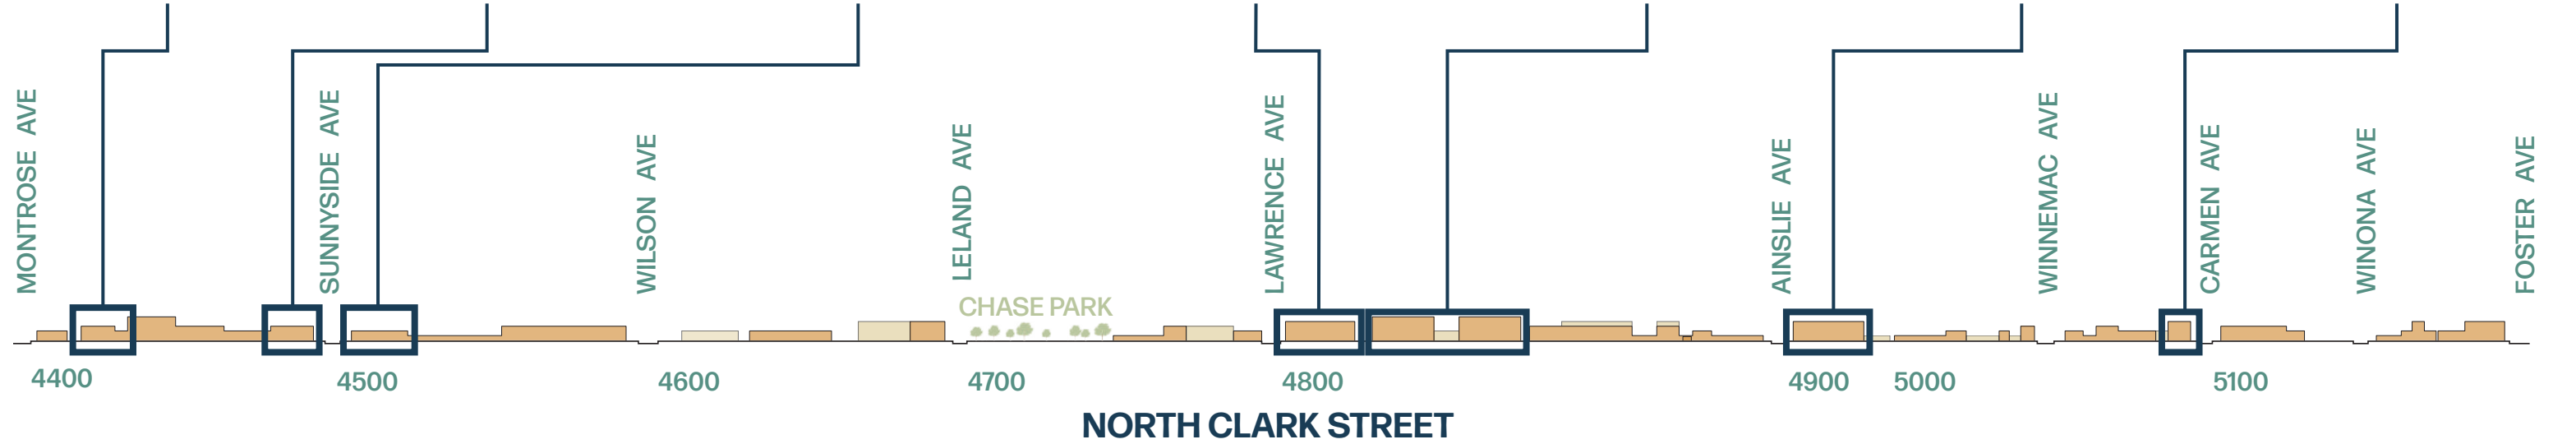 MONTROSE AVE
SUNNYSIDE AVE
WILSON AVE
LELAND AVE
LAWRENCE AVE
AINSLIE AVE
WINNEMAC AVE
CARMEN AVE
WINONA AVE
FOSTER AVE
CHASE PARK
4400
4500
4600
4700
4800
4900
5000
5100
NORTH CLARK STREET